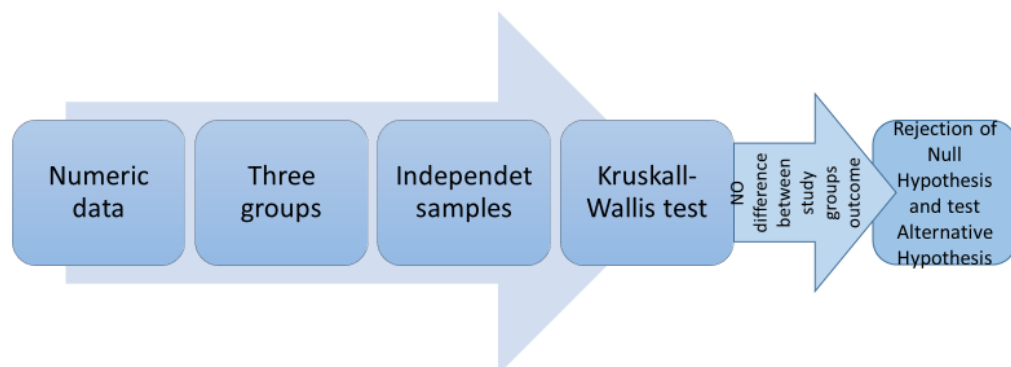 Numeric
data
Three
groups
Independet
samples
Kruskall-
Wallis test
NO
difference
between
study
groups
outcome
Rejection of
Null
Hypothesis
and test
Alternative
Hypothesis